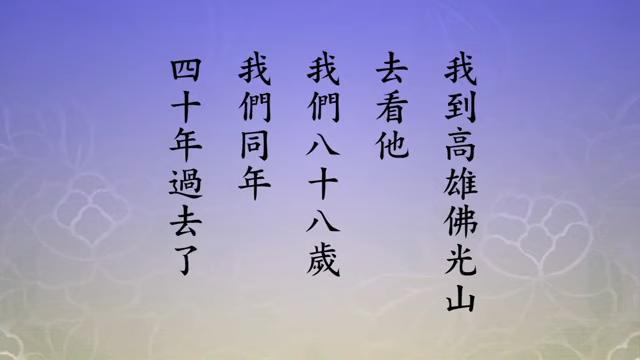 我到高雄佛光山
去看他
我們八十八歲
我們同年
四十年過去了